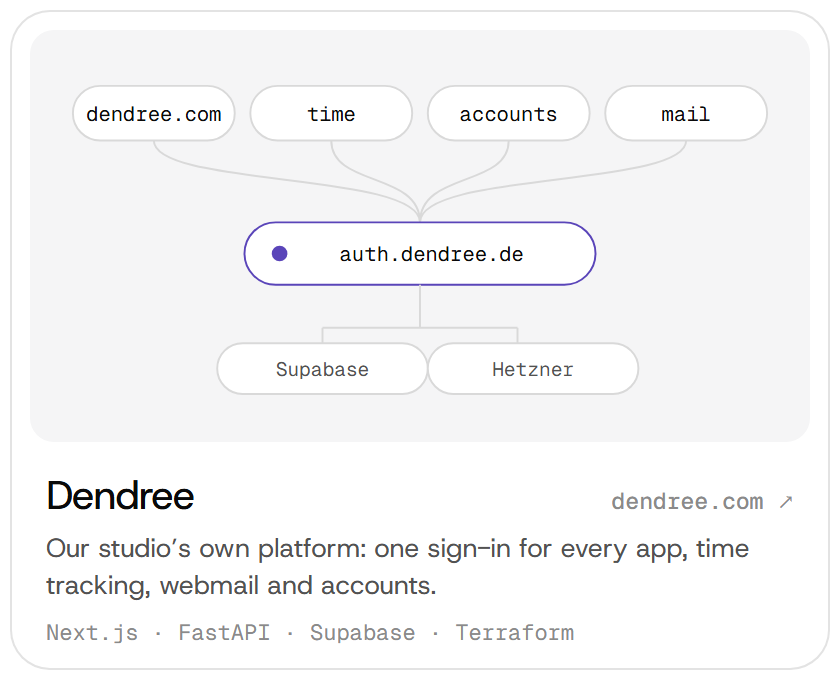 dendree.com time accounts mail
auth.dendree.de
Supabase Hetzner
Dendree
dendree.com ↗
Our studio's own platform: one sign-in for every app, time
tracking, webmail and accounts.
Next.js · FastAPI · Supabase · Terraform